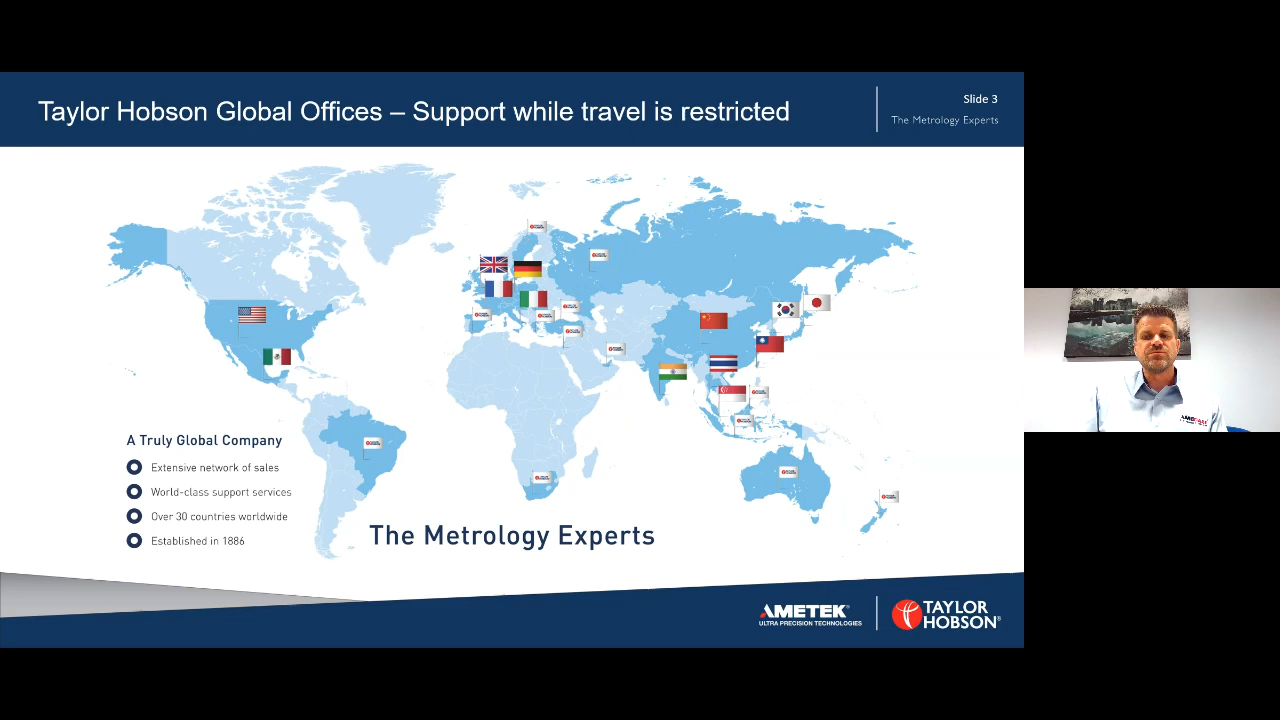 Taylor Hobson Global Offices – Support while travel is restricted
Slide 3
The Metrology Experts
A Truly Global Company
Extensive network of sales
World-class support services
Over 30 countries worldwide
Established in 1886
The Metrology Experts
AMETEK®
ULTRA PRECISION TECHNOLOGIES
TAYLOR
HOBSON®